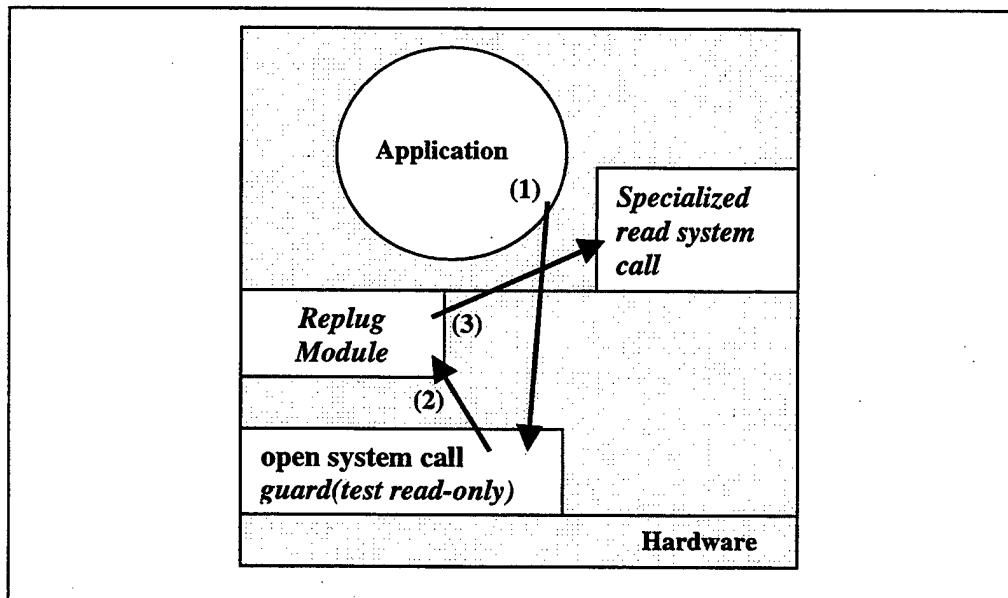 Application
(1)
Specialized
read system
call
Replug
Module
(3)
(2)
open system call
guard(test read-only)
Hardware